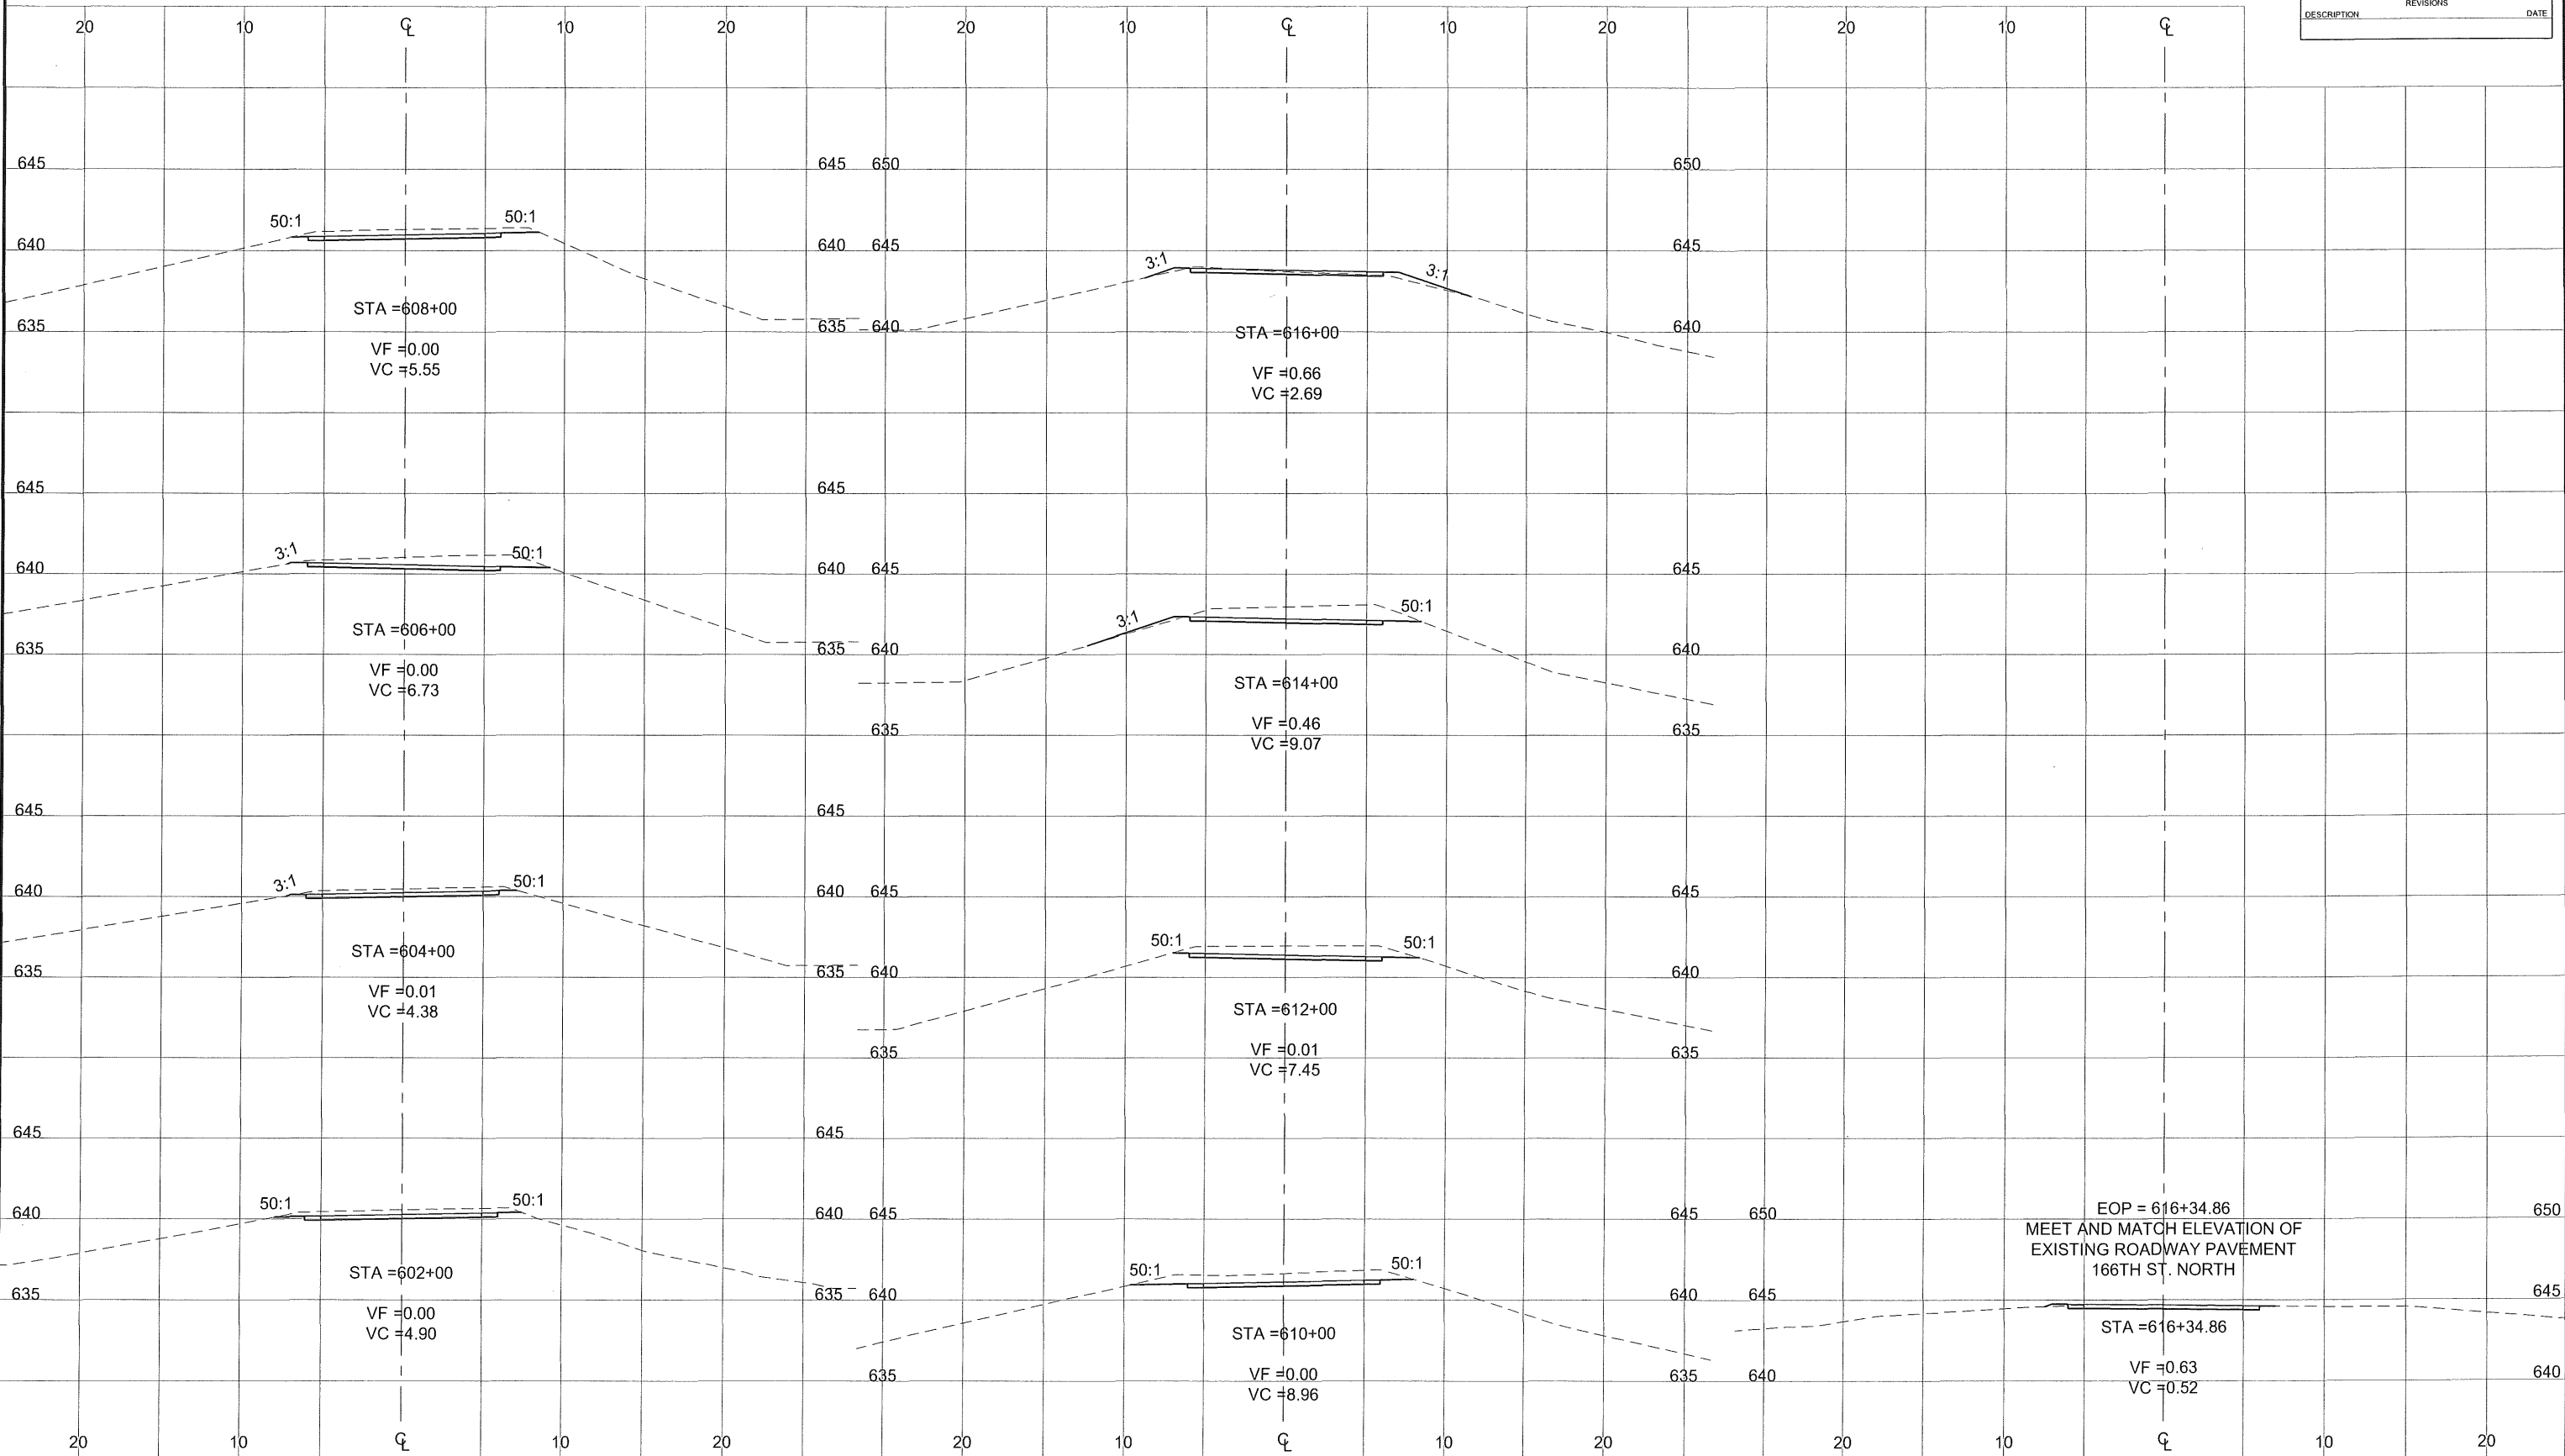 REVISIONS
DESCRIPTION DATE
20 10 ℄ 10 20 20 10 ℄ 10 20 20 10 ℄
645 645 650 650
50:1 50:1
640 640 645 645
3:1 3:1
STA =608+00
635 635 640 640
STA =616+00
VF =0.00
VC =5.55
VF =0.66
VC =2.69
645 645
3:1 50:1
640 640 645 645
3:1 50:1
STA =606+00
635 635 640 640
VF =0.00
VC =6.73
STA =614+00
VF =0.46
635 635
VC =9.07
645 645
3:1 50:1
640 640 645 645
50:1 50:1
STA =604+00
635 635 640 640
VF =0.01
VC =4.38
STA =612+00
VF =0.01
635 635
VC =7.45
645 645
50:1 50:1
640 640 645 645 650 650
EOP = 616+34.86
MEET AND MATCH ELEVATION OF
EXISTING ROADWAY PAVEMENT
166TH ST. NORTH
50:1 50:1
STA =602+00
635 635 640 640 645 645
VF =0.00
VC =4.90
STA =610+00
STA =616+34.86
VF =0.00
VC =8.96
635 635 640 640
VF =0.63
VC =0.52
20 10 ℄ 10 20 20 10 ℄ 10 20 20 10 ℄ 10 20